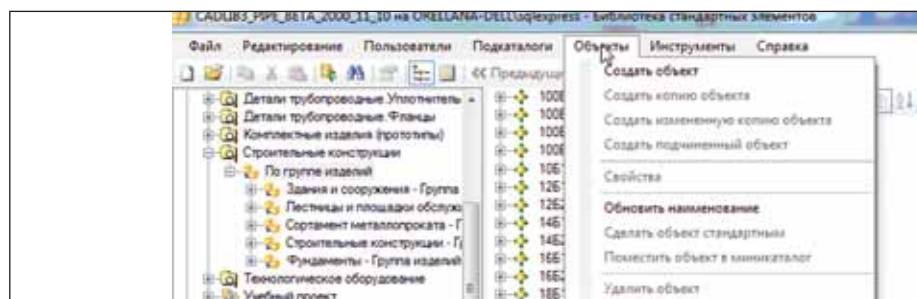 CADLIB3_PIPE_BETA_2000_11_10 на ORELLANA-DELL\sqlexpress - Библиотека стандартных элементов
Файл Редактирование Пользователи Подкаталоги Объекты Инструменты Справка
<< Предыдущ
Детали трубопроводные.Уплотнитель
Детали трубопроводные.Фланцы
Комплектные изделия (прототипы)
Строительные конструкции
По группе изделий
Здания и сооружения - Группа
Лестницы и площадки обслужи
Сортамент металлопроката - Г
Строительные конструкции - Г
Фундаменты - Группа изделий
Технологическое оборудование
Учебный проект
Создать объект
Создать копию объекта
Создать измененную копию объекта
Создать подчиненный объект
Свойства
Обновить наименование
Сделать объект стандартным
Поместить объект в миникаталог
Удалить объект